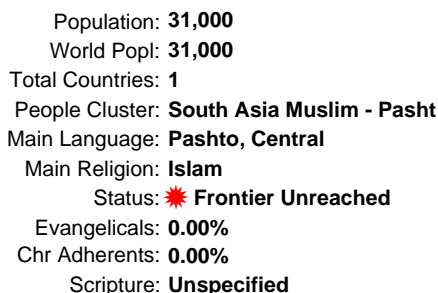 Population: 31,000
World Popl: 31,000
Total Countries: 1
People Cluster: South Asia Muslim - Pasht
Main Language: Pashto, Central
Main Religion: Islam
Status: Frontier Unreached
Evangelicals: 0.00%
Chr Adherents: 0.00%
Scripture: Unspecified